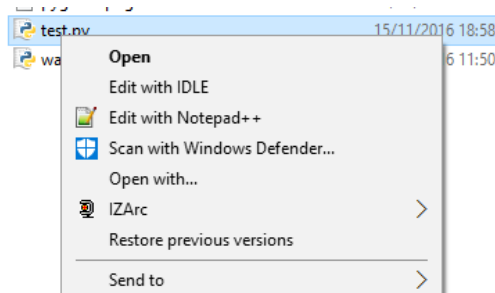 test.py 15/11/2016 18:58
wa 6 11:50
Open
Edit with IDLE
Edit with Notepad++
Scan with Windows Defender...
Open with...
IZArc
Restore previous versions
Send to